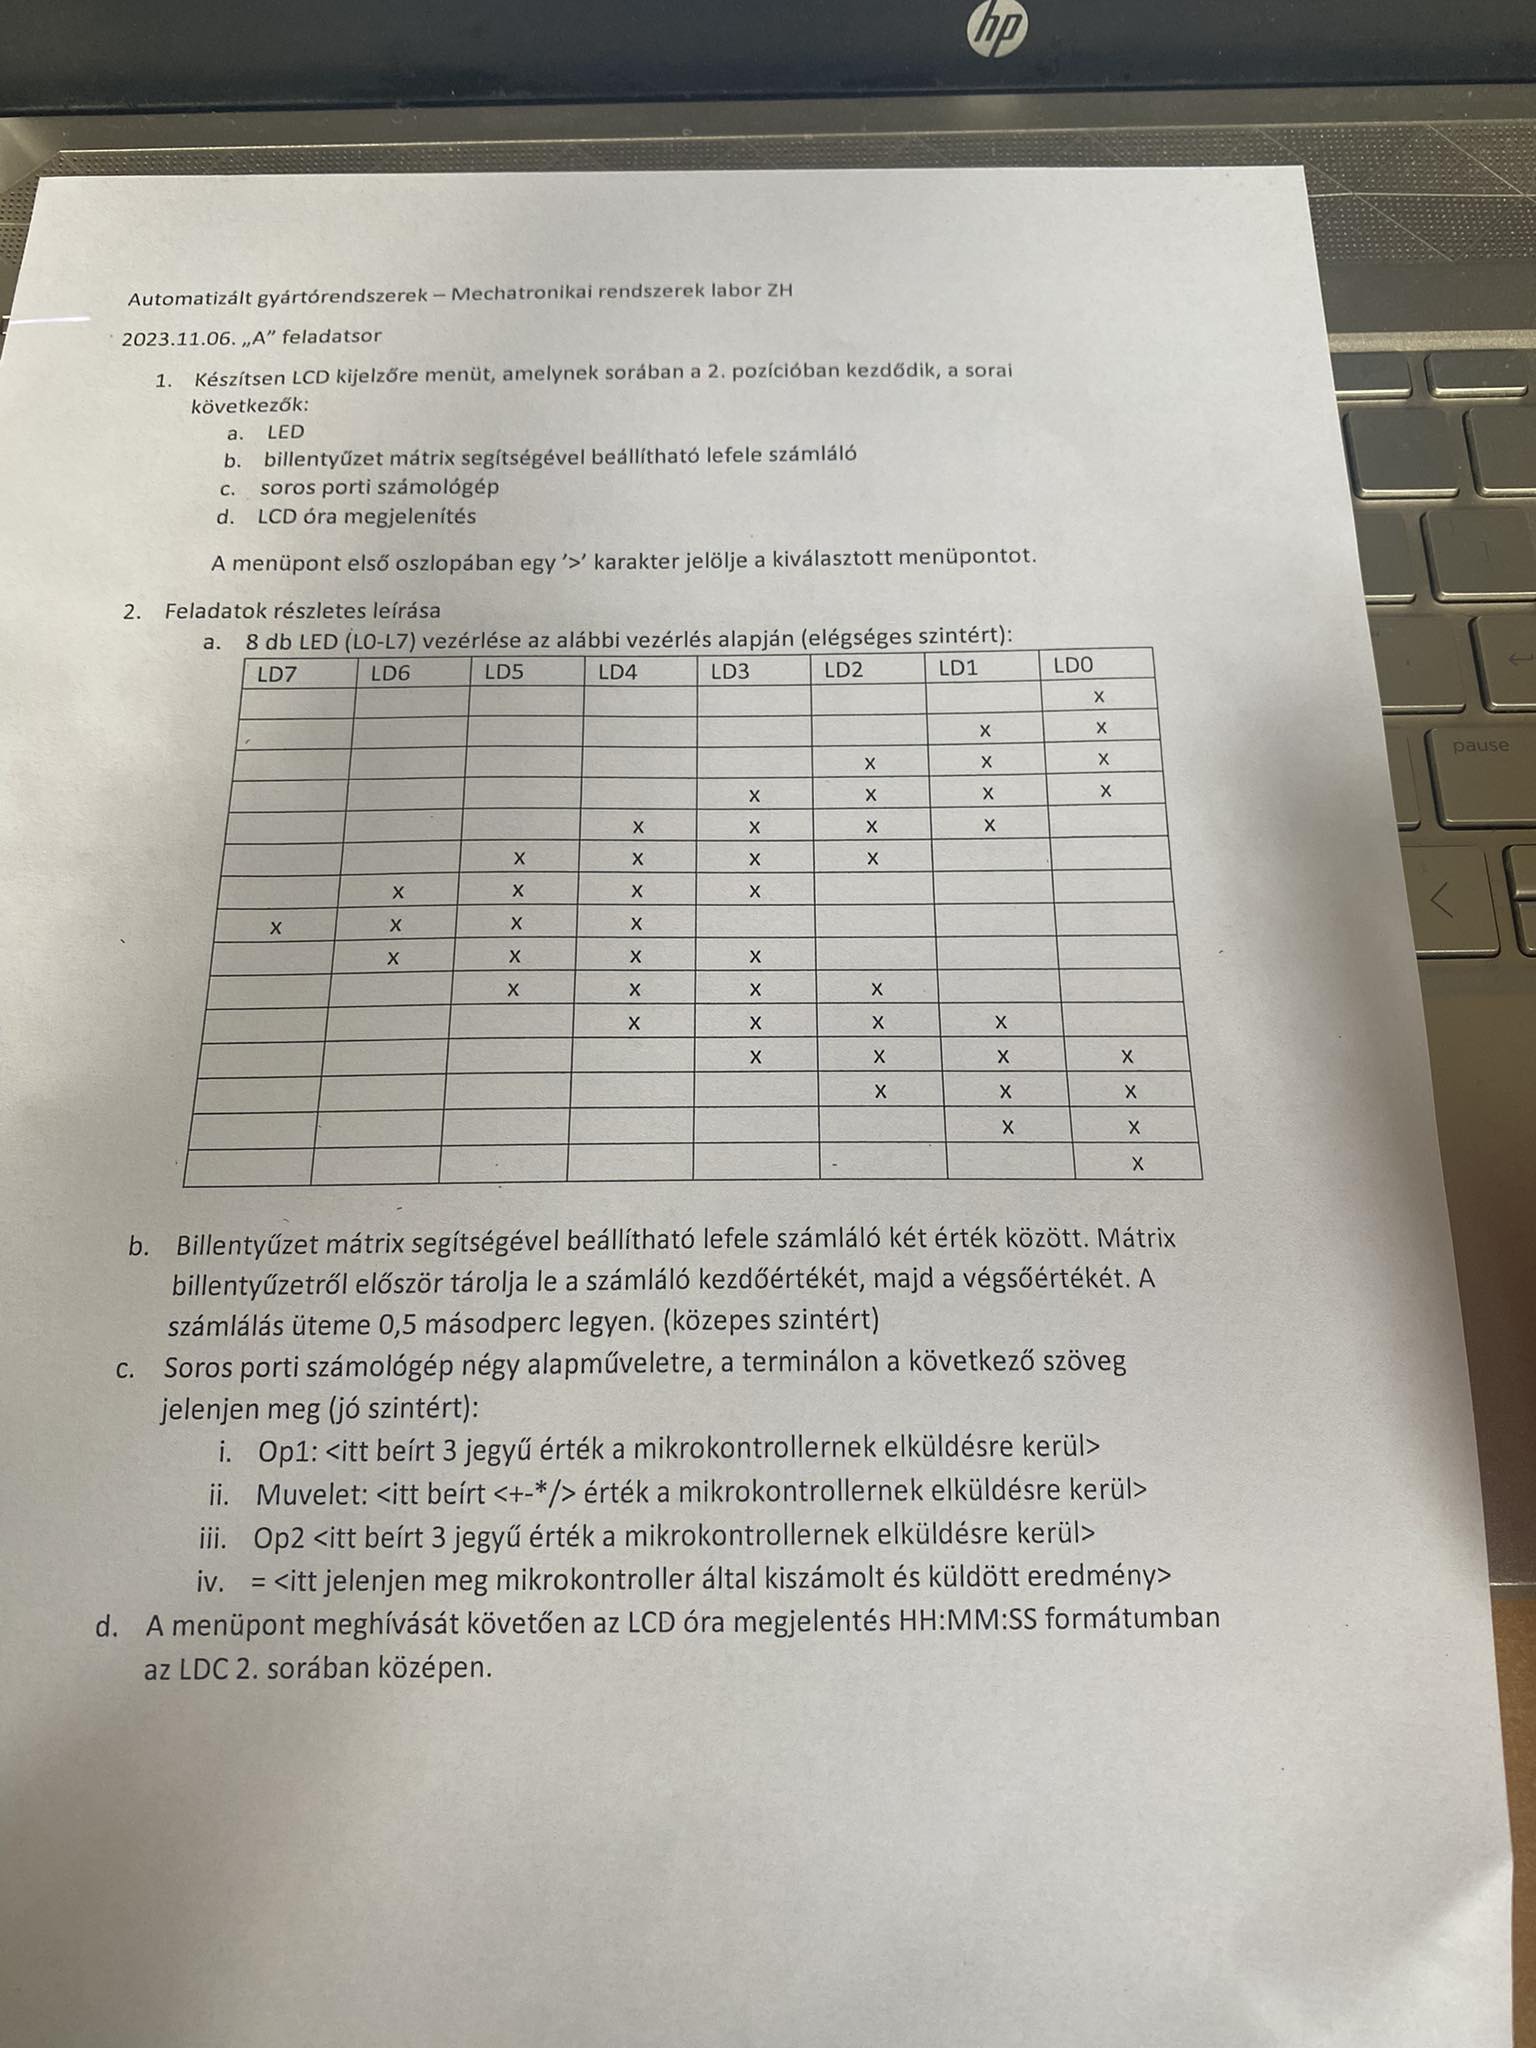 hp
Automatizált gyártórendszerek – Mechatronikai rendszerek labor ZH
2023.11.06. „A” feladatsor
1. Készítsen LCD kijelzőre menüt, amelynek sorában a 2. pozícióban kezdődik, a sorai
következők:
a. LED
b. billentyűzet mátrix segítségével beállítható lefele számláló
c. soros porti számológép
d. LCD óra megjelenítés
A menüpont első oszlopában egy ’>’ karakter jelölje a kiválasztott menüpontot.
2. Feladatok részletes leírása
a. 8 db LED (L0-L7) vezérlése az alábbi vezérlés alapján (elégséges szintért):
LD7 LD6 LD5 LD4 LD3 LD2 LD1 LD0
x
x x
x x x
x x x x
x x x x
x x x x
x x x x
x x x x
x x x x
x x x x
x x x x
x x x x
x x x
x x
x
pause
b. Billentyűzet mátrix segítségével beállítható lefele számláló két érték között. Mátrix
billentyűzetről először tárolja le a számláló kezdőértékét, majd a végsőértékét. A
számlálás üteme 0,5 másodperc legyen. (közepes szintért)
c. Soros porti számológép négy alapműveletre, a terminálon a következő szöveg
jelenjen meg (jó szintért):
i. Op1: <itt beírt 3 jegyű érték a mikrokontrollernek elküldésre kerül>
ii. Muvelet: <itt beírt <+-*/> érték a mikrokontrollernek elküldésre kerül>
iii. Op2 <itt beírt 3 jegyű érték a mikrokontrollernek elküldésre kerül>
iv. = <itt jelenjen meg mikrokontroller által kiszámolt és küldött eredmény>
d. A menüpont meghívását követően az LCD óra megjelentés HH:MM:SS formátumban
az LDC 2. sorában középen.